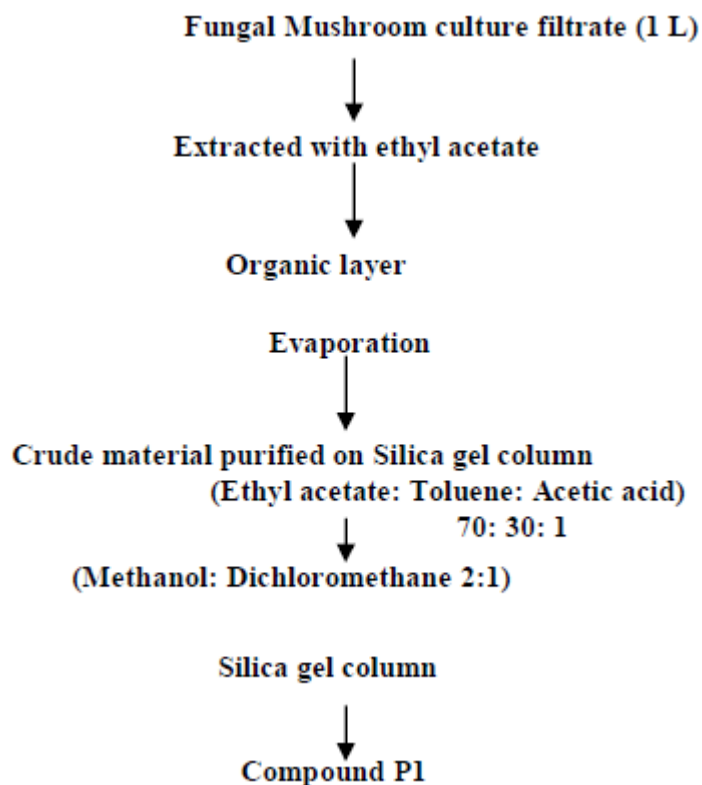 Fungal Mushroom culture filtrate (1 L)
Extracted with ethyl acetate
Organic layer
Evaporation
Crude material purified on Silica gel column
(Ethyl acetate: Toluene: Acetic acid)
70: 30: 1
(Methanol: Dichloromethane 2:1)
Silica gel column
Compound P1